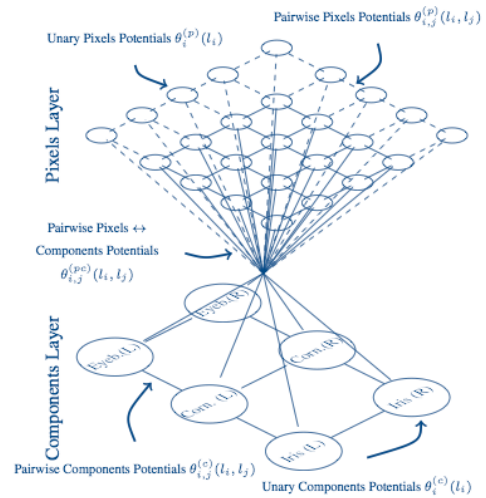 Pairwise Pixels Potentials θ_{i,j}^{(p)}(l_i, l_j)
Unary Pixels Potentials θ_i^{(p)}(l_i)
Pixels Layer
Pairwise Pixels ↔
Components Potentials
θ_{i,j}^{(pc)}(l_i, l_j)
Components Layer
Eyeb.(R)
Eyeb.(L)
Corn.(R)
Corn. (L)
Iris (R)
Iris (L)
Pairwise Components Potentials θ_{i,j}^{(c)}(l_i, l_j)
Unary Components Potentials θ_i^{(c)}(l_i)